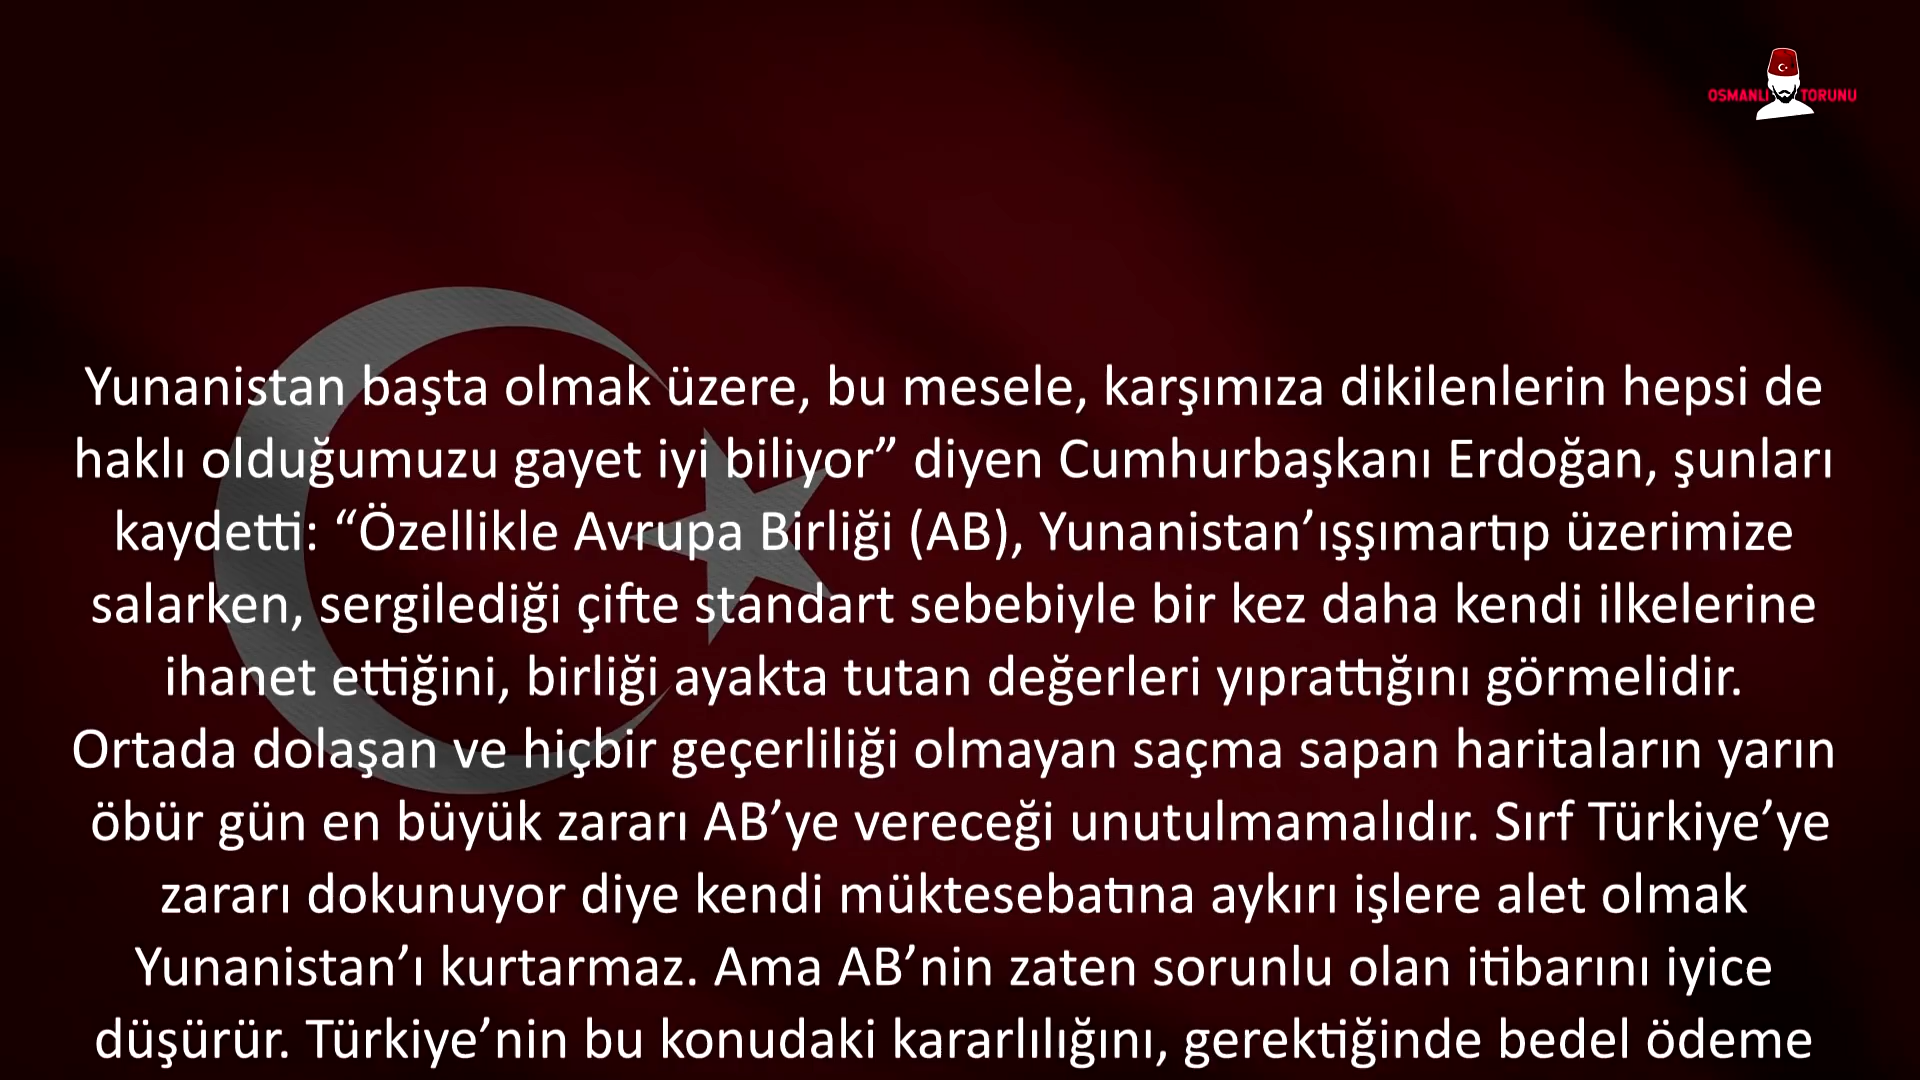 OSMANLI TORUNU
Yunanistan başta olmak üzere, bu mesele, karşımıza dikilenlerin hepsi de
haklı olduğumuzu gayet iyi biliyor” diyen Cumhurbaşkanı Erdoğan, şunları
kaydetti: “Özellikle Avrupa Birliği (AB), Yunanistan’ışşımartıp üzerimize
salarken, sergilediği çifte standart sebebiyle bir kez daha kendi ilkelerine
ihanet ettiğini, birliği ayakta tutan değerleri yıprattığını görmelidir.
Ortada dolaşan ve hiçbir geçerliliği olmayan saçma sapan haritaların yarın
öbür gün en büyük zararı AB’ye vereceği unutulmamalıdır. Sırf Türkiye’ye
zararı dokunuyor diye kendi müktesebatına aykırı işlere alet olmak
Yunanistan’ı kurtarmaz. Ama AB’nin zaten sorunlu olan itibarını iyice
düşürür. Türkiye’nin bu konudaki kararlılığını, gerektiğinde bedel ödeme